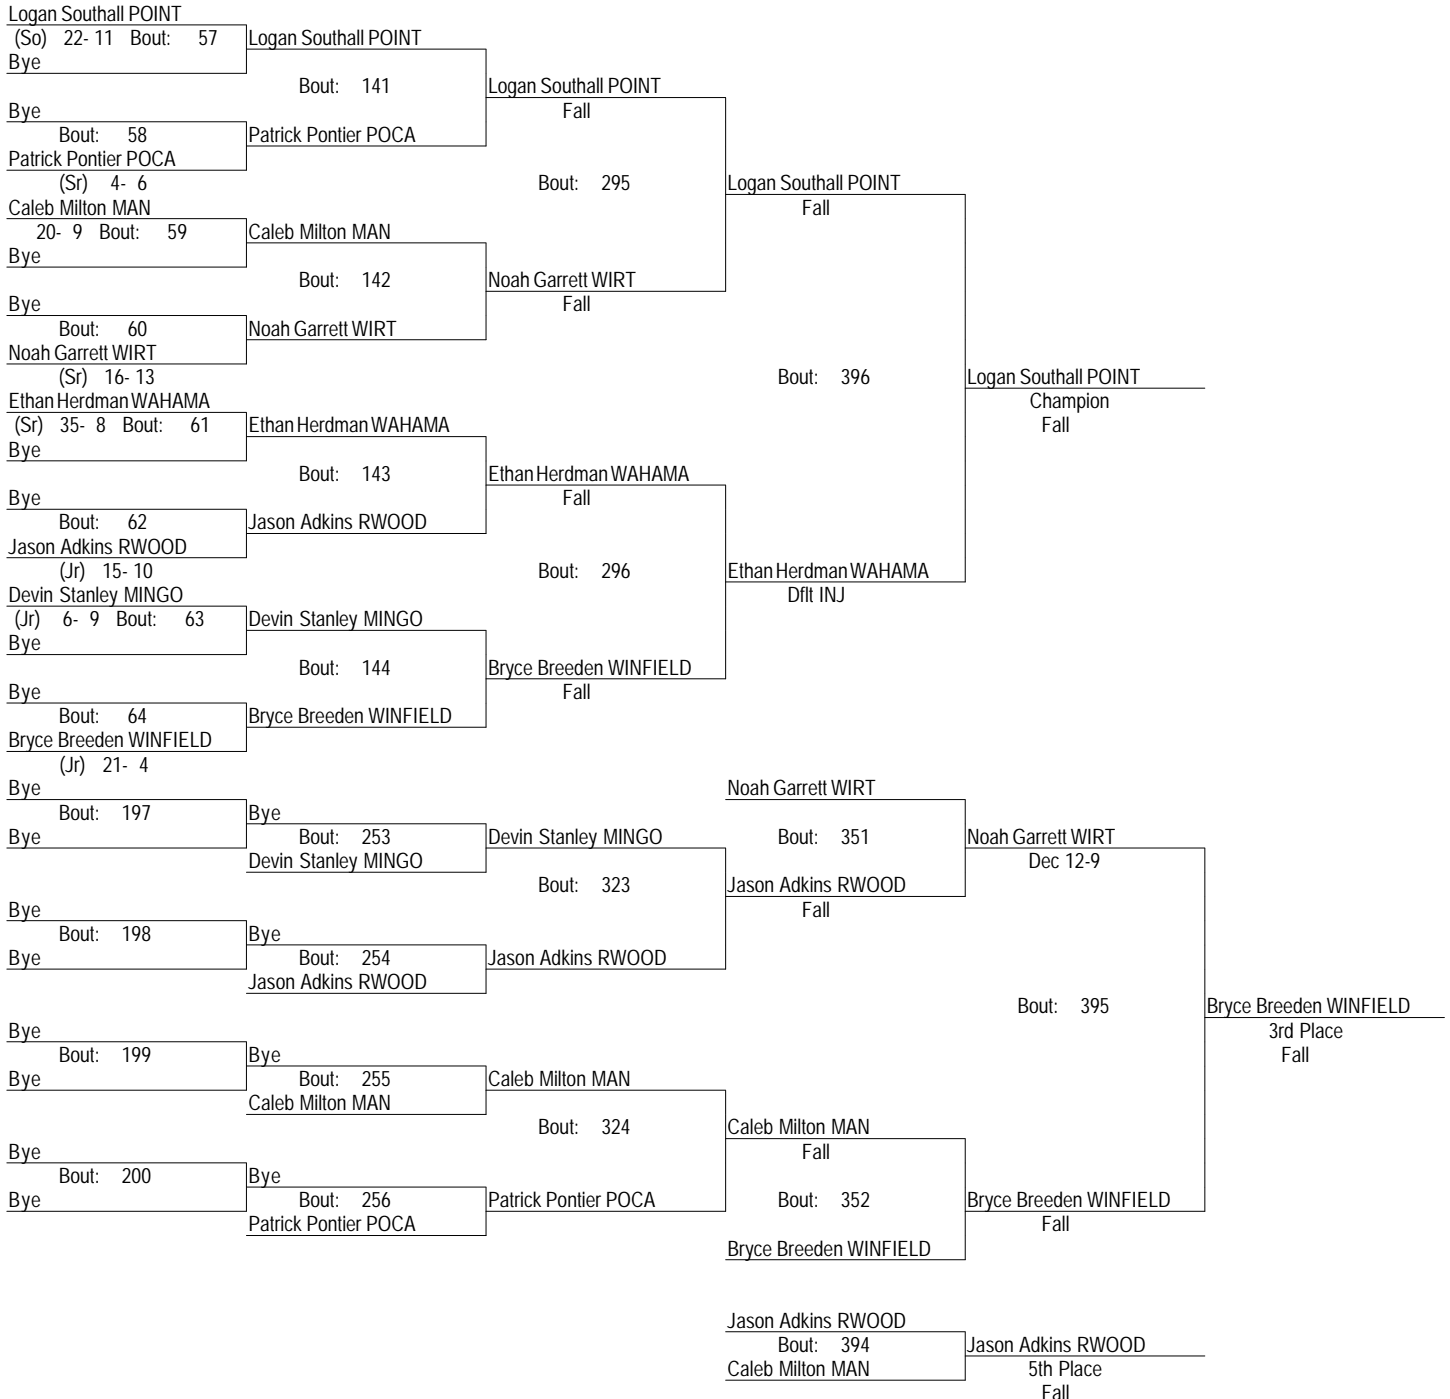 Logan Southall POINT
(So) 22- 11 Bout: 57 Logan Southall POINT
Bye
Bout: 141 Logan Southall POINT
Bye Fall
Bout: 58 Patrick Pontier POCA
Patrick Pontier POCA
(Sr) 4- 6 Bout: 295 Logan Southall POINT
Caleb Milton MAN Fall
20- 9 Bout: 59 Caleb Milton MAN
Bye
Bout: 142 Noah Garrett WIRT
Bye Fall
Bout: 60 Noah Garrett WIRT
Noah Garrett WIRT
(Sr) 16- 13 Bout: 396 Logan Southall POINT
Ethan Herdman WAHAMA Champion
(Sr) 35- 8 Bout: 61 Ethan Herdman WAHAMA Fall
Bye
Bout: 143 Ethan Herdman WAHAMA
Bye Fall
Bout: 62 Jason Adkins RWOOD
Jason Adkins RWOOD
(Jr) 15- 10 Bout: 296 Ethan Herdman WAHAMA
Devin Stanley MINGO Dflt INJ
(Jr) 6- 9 Bout: 63 Devin Stanley MINGO
Bye
Bout: 144 Bryce Breeden WINFIELD
Bye Fall
Bout: 64 Bryce Breeden WINFIELD
Bryce Breeden WINFIELD
(Jr) 21- 4
Bye Noah Garrett WIRT
Bout: 197 Bye
Bye Bout: 253 Devin Stanley MINGO Bout: 351 Noah Garrett WIRT
Devin Stanley MINGO Dec 12-9
Bout: 323 Jason Adkins RWOOD
Bye Fall
Bout: 198 Bye
Bye Bout: 254 Jason Adkins RWOOD
Jason Adkins RWOOD
Bout: 395 Bryce Breeden WINFIELD
Bye 3rd Place
Bout: 199 Bye Fall
Bye Bout: 255 Caleb Milton MAN
Caleb Milton MAN
Bout: 324 Caleb Milton MAN
Bye Fall
Bout: 200 Bye
Bye Bout: 256 Patrick Pontier POCA Bout: 352 Bryce Breeden WINFIELD
Patrick Pontier POCA Fall
Bryce Breeden WINFIELD
Jason Adkins RWOOD
Bout: 394 Jason Adkins RWOOD
Caleb Milton MAN 5th Place
Fall